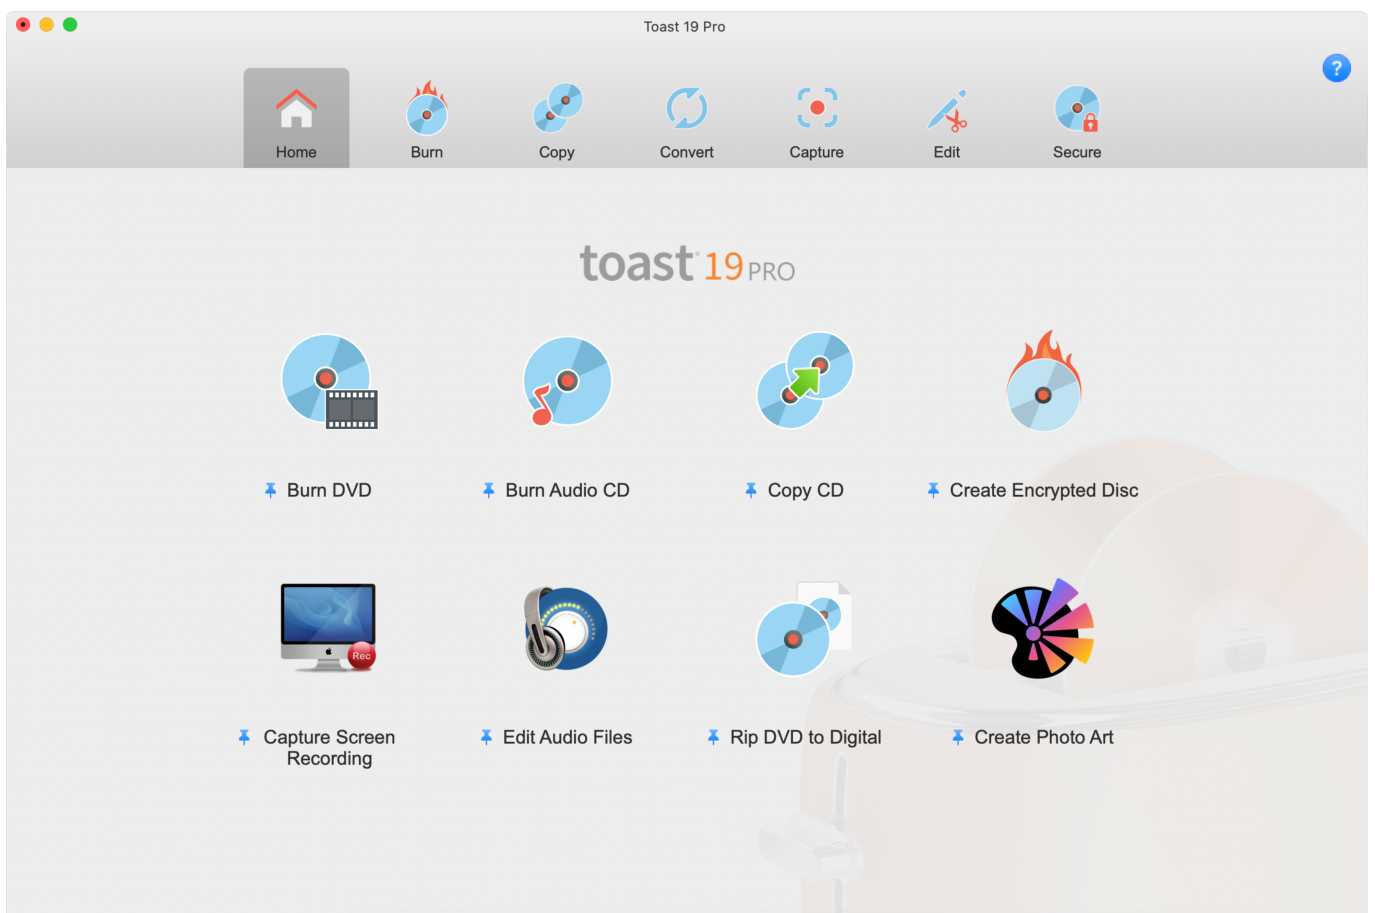 Toast 19 Pro
?
Home
Burn
Copy
Convert
Capture
Edit
Secure
toast 19 PRO
Burn DVD
Burn Audio CD
Copy CD
Create Encrypted Disc
Rec
Capture Screen
Recording
Edit Audio Files
Rip DVD to Digital
Create Photo Art